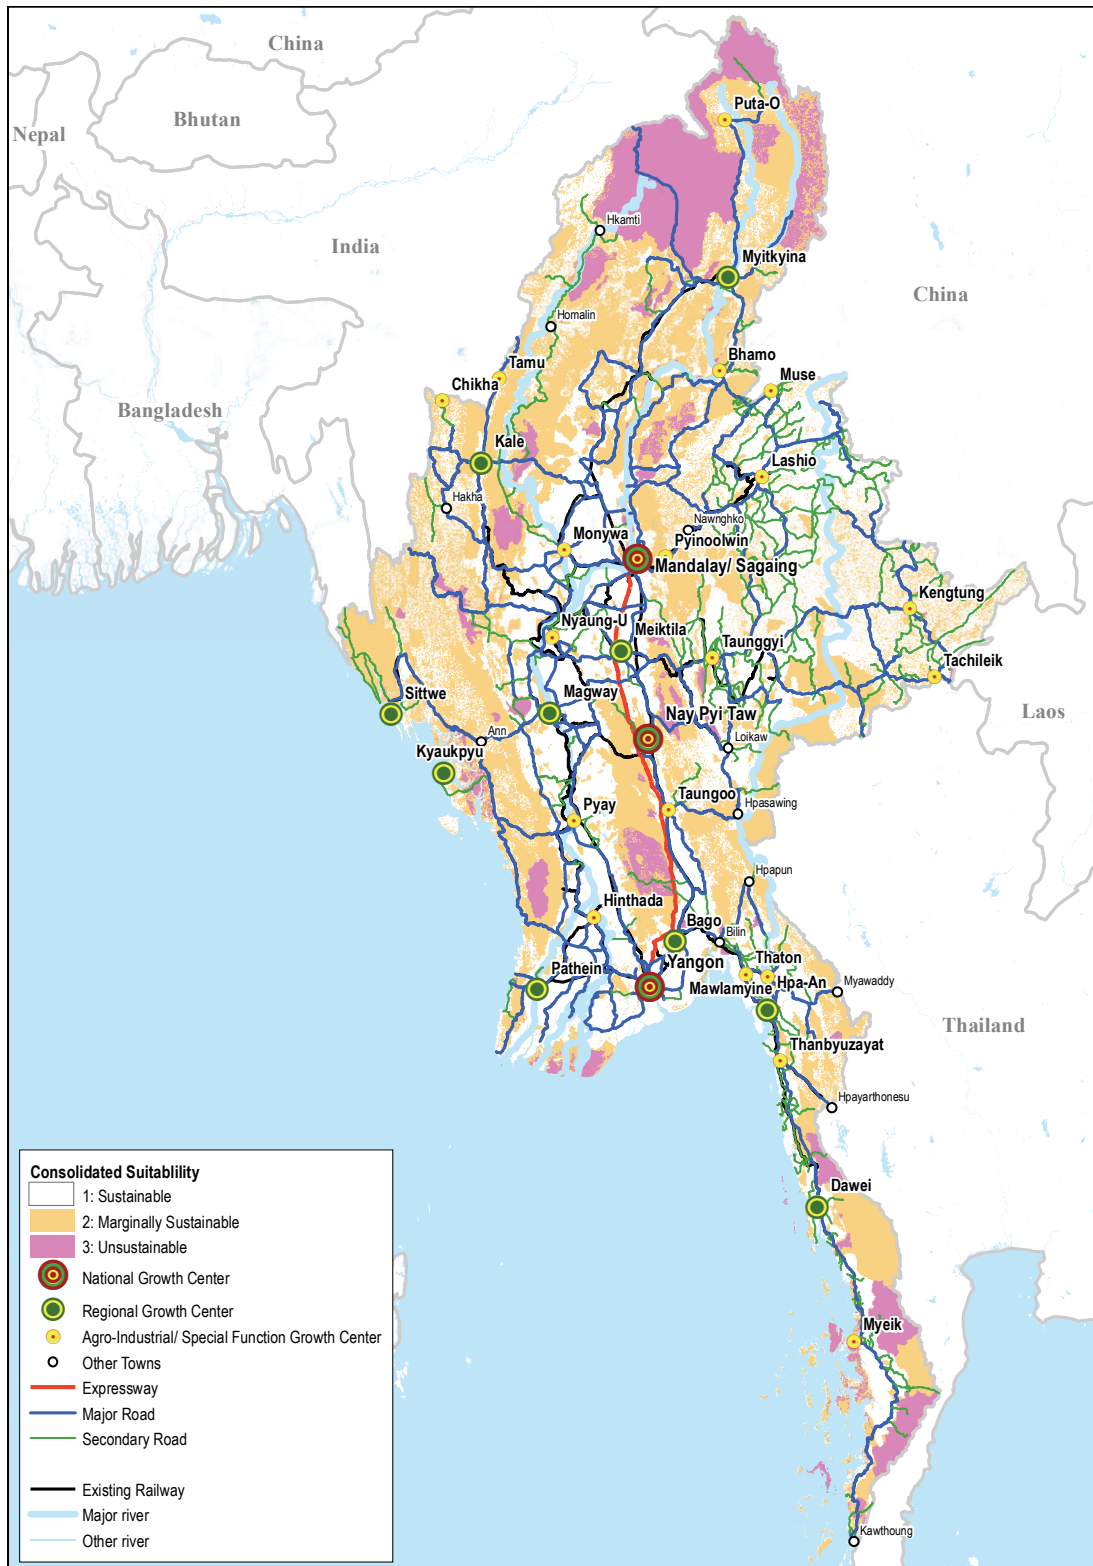 China
Nepal
Bhutan
Puta-O
India
Hkamti
Myitkyina
China
Homalin
Bangladesh
Tamu
Chikha
Bhamo
Muse
Kale
Lashio
Hakha
Nawnghko
Monywa
Pyinoolwin
Mandalay/ Sagaing
Kengtung
Nyaung-U
Meiktila
Taunggyi
Tachileik
Sittwe
Magway
Nay Pyi Taw
Laos
Ann
Loikaw
Kyaukpyu
Pyay
Taungoo
Hpasawing
Hpapun
Hinthada
Bago
Bilin
Yangon
Thaton
Pathein
Mawlamyine
Hpa-An
Myawaddy
Thailand
Thanbyuzayat
Hpayarthonesu
Dawei
Myeik
Kawthoung
Consolidated Suitablility
1: Sustainable
2: Marginally Sustainable
3: Unsustainable
National Growth Center
Regional Growth Center
Agro-Industrial/ Special Function Growth Center
Other Towns
Expressway
Major Road
Secondary Road
Existing Railway
Major river
Other river